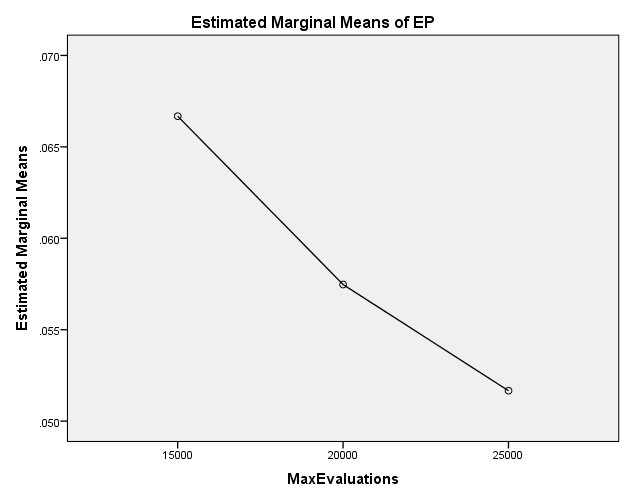 Estimated Marginal Means of EP
Estimated Marginal Means
.070
.065
.060
.055
.050
15000
20000
25000
MaxEvaluations